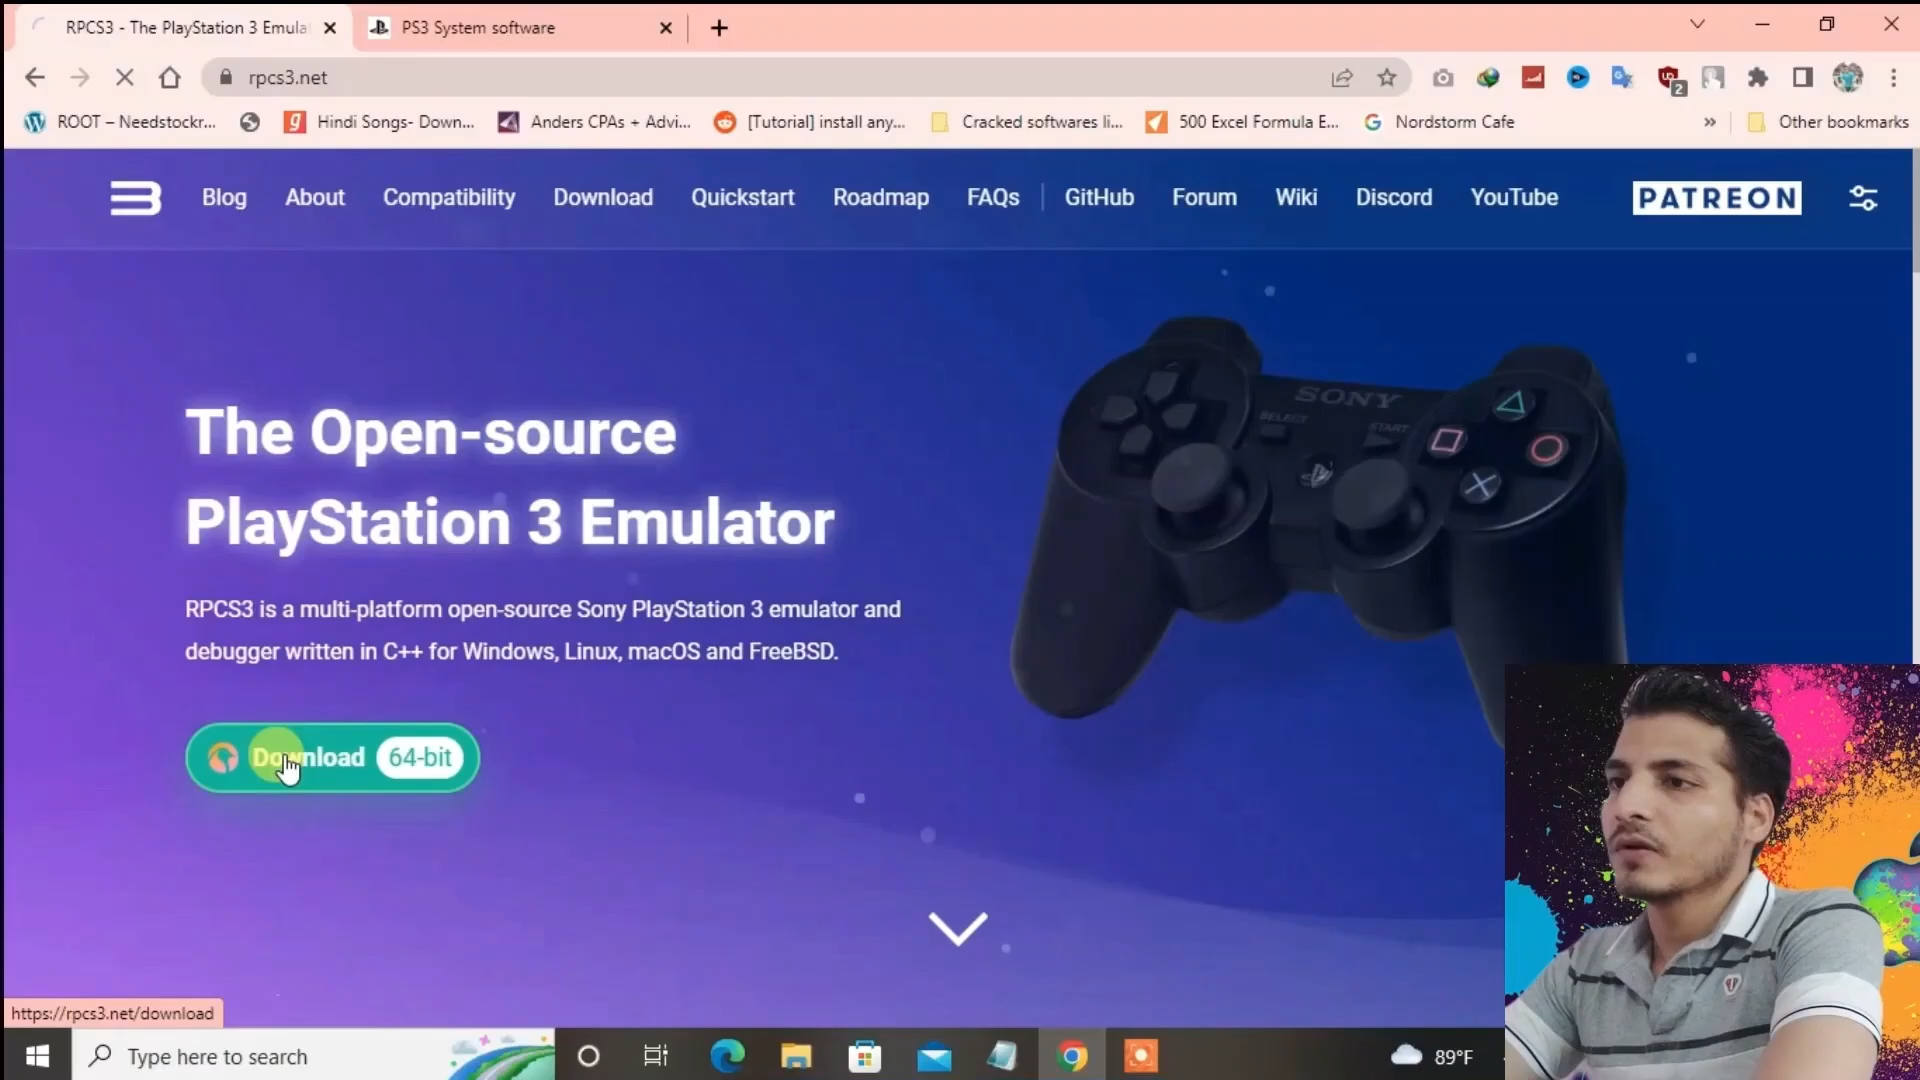 RPCS3 - The PlayStation 3 Emula
PS3 System software
rpcs3.net
2
ROOT – Needstockr...
Hindi Songs- Down...
Anders CPAs + Advi...
[Tutorial] install any...
Cracked softwares li...
500 Excel Formula E...
Nordstorm Cafe
Other bookmarks
Blog
About
Compatibility
Download
Quickstart
Roadmap
FAQs
GitHub
Forum
Wiki
Discord
YouTube
PATREON
SONY
SELECT
START
The Open-source
PlayStation 3 Emulator
RPCS3 is a multi-platform open-source Sony PlayStation 3 emulator and
debugger written in C++ for Windows, Linux, macOS and FreeBSD.
Download 64-bit
https://rpcs3.net/download
Type here to search
89°F